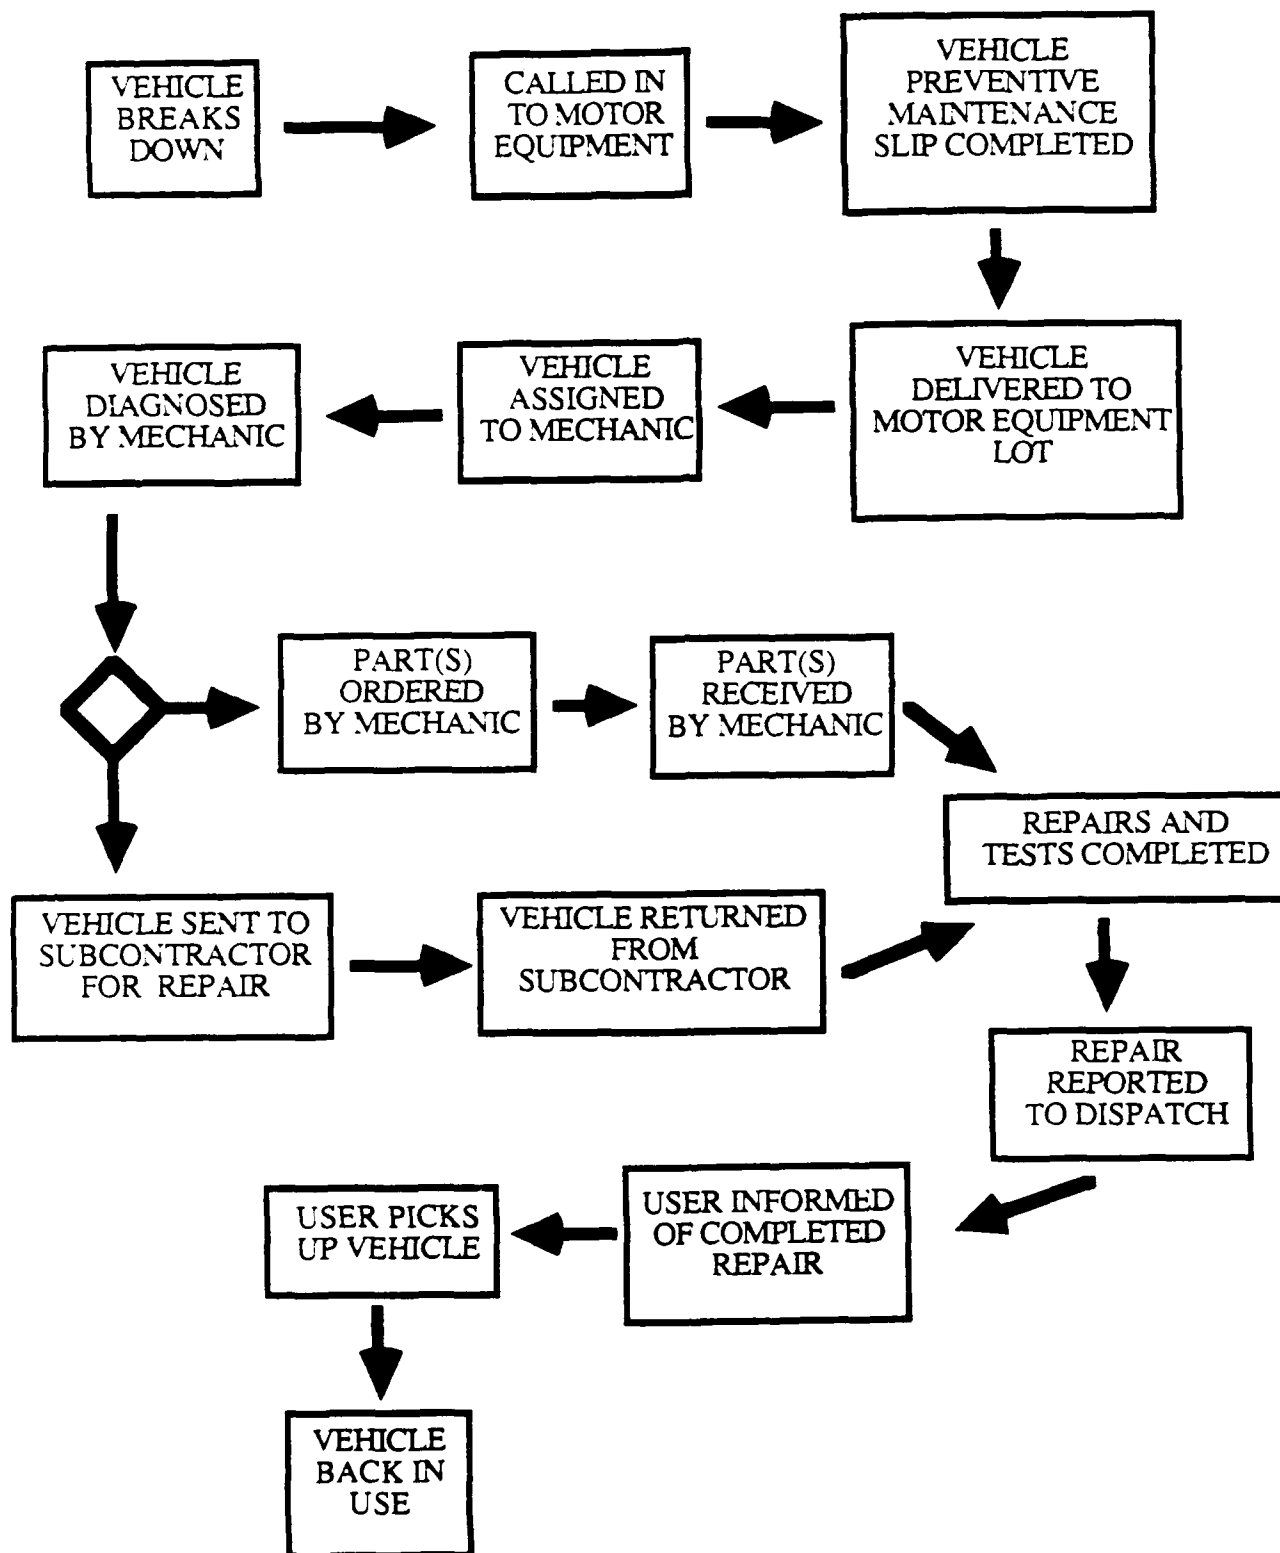 VEHICLE
BREAKS
DOWN
CALLED IN
TO MOTOR
EQUIPMENT
VEHICLE
PREVENTIVE
MAINTENANCE
SLIP COMPLETED
VEHICLE
DELIVERED TO
MOTOR EQUIPMENT
LOT
VEHICLE
ASSIGNED
TO MECHANIC
VEHICLE
DIAGNOSED
BY MECHANIC
PART(S)
ORDERED
BY MECHANIC
PART(S)
RECEIVED
BY MECHANIC
VEHICLE SENT TO
SUBCONTRACTOR
FOR REPAIR
VEHICLE RETURNED
FROM
SUBCONTRACTOR
REPAIRS AND
TESTS COMPLETED
REPAIR
REPORTED
TO DISPATCH
USER INFORMED
OF COMPLETED
REPAIR
USER PICKS
UP VEHICLE
VEHICLE
BACK IN
USE